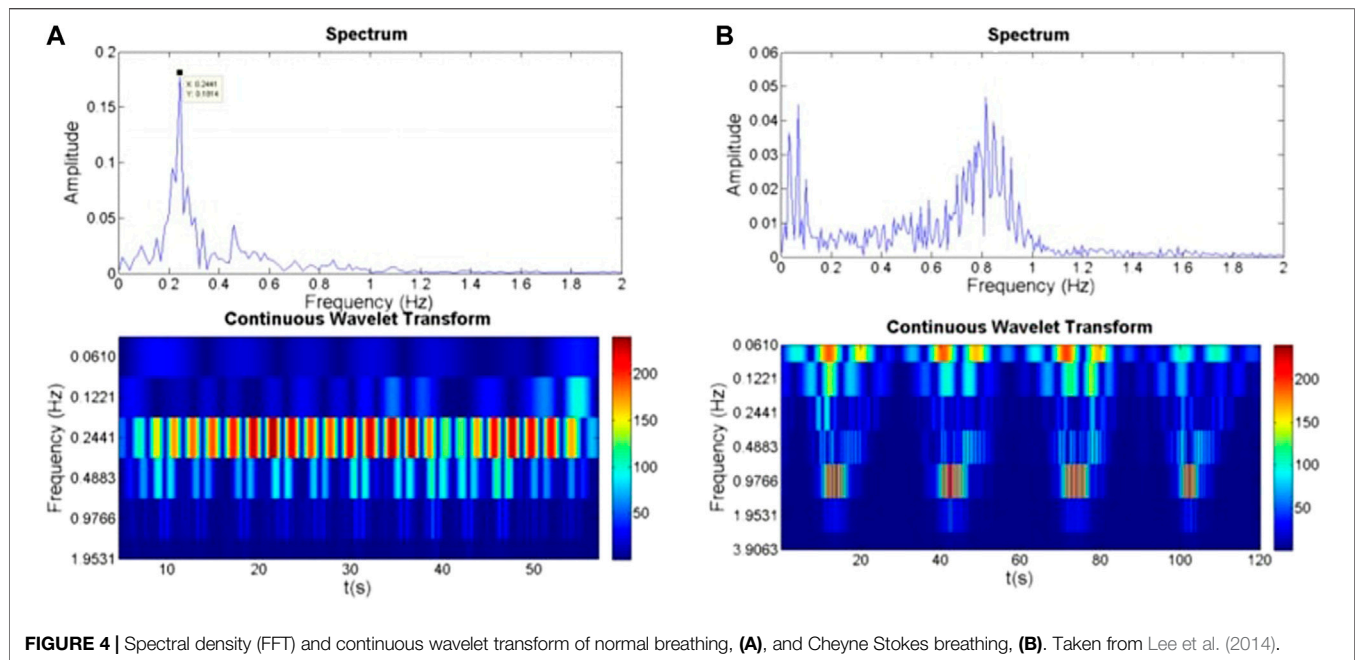 A
Spectrum
0.2
0.15
0.1
0.05
0
Amplitude
X: 0.2441
Y: 0.1814
0 0.2 0.4 0.6 0.8 1 1.2 1.4 1.6 1.8 2
Frequency (Hz)
Continuous Wavelet Transform
0 0610
0.1221
0.2441
0.4883
0.9766
1 9531
Frequency (Hz)
10 20 30 40 50
t(s)
200
150
100
50
B
Spectrum
0 06
0.05
0.04
0.03
0 02
0.01
0
Amplitude
0 0.2 0.4 0.6 0.8 1 1.2 1.4 1.6 1.8 2
Frequency (Hz)
Continuous Wavelet Transform
0 0610
0.1221
0.2441
0.4883
0.9766
1 9531
3.9063
Frequency (Hz)
20 40 60 80 100 120
t(s)
200
150
100
50
FIGURE 4 | Spectral density (FFT) and continuous wavelet transform of normal breathing, (A), and Cheyne Stokes breathing, (B). Taken from Lee et al. (2014).